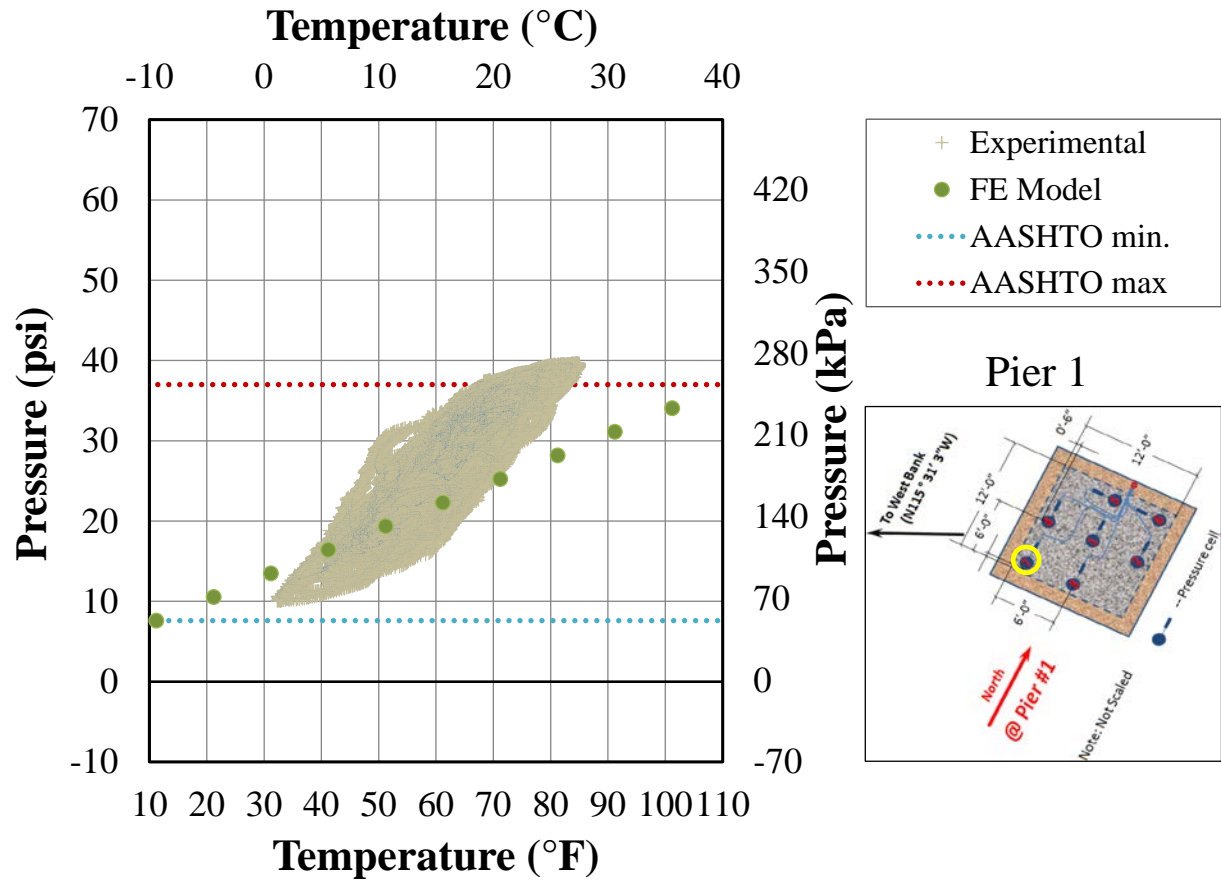 Temperature (°C)
-10 0 10 20 30 40
Pressure (psi)
70
60
50
40
30
20
10
0
-10
420
350
280
210
140
70
0
-70
Pressure (kPa)
10 20 30 40 50 60 70 80 90 100 110
Temperature (°F)
Experimental
FE Model
AASHTO min.
AASHTO max
Pier 1
To West Bank
(N115° 31' 3"W)
0'-6"
12'-0"
12'-0"
6'-0"
6'-0"
-- Pressure cell
North
@ Pier #1
Note: Not Scaled